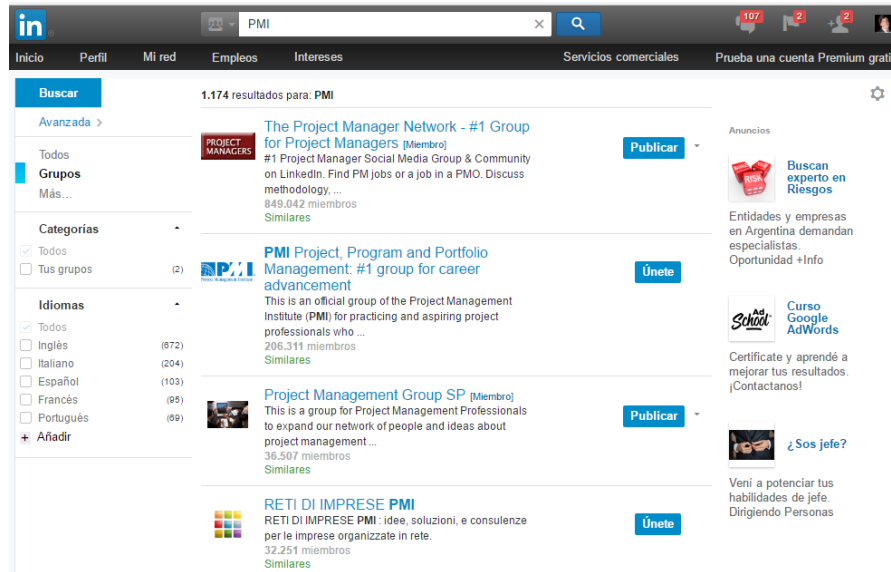 in
PMI
107
2
2
Inicio Perfil Mi red Empleos Intereses Servicios comerciales Prueba una cuenta Premium grati
Buscar
Avanzada >
Todos
Grupos
Más...
Categorías
Todos
Tus grupos (2)
Idiomas
Todos
Inglés (672)
Italiano (204)
Español (103)
Francés (95)
Portugués (69)
+ Añadir
1.174 resultados para: PMI
PROJECT
MANAGERS
The Project Manager Network - #1 Group
for Project Managers [Miembro]
#1 Project Manager Social Media Group & Community
on LinkedIn. Find PM jobs or a job in a PMO. Discuss
methodology, ...
849.042 miembros
Similares
Publicar
PMI
Project Management Institute
PMI Project, Program and Portfolio
Management: #1 group for career
advancement
This is an official group of the Project Management
Institute (PMI) for practicing and aspiring project
professionals who ...
206.311 miembros
Similares
Únete
Project Management Group SP [Miembro]
This is a group for Project Management Professionals
to expand our network of people and ideas about
project management ...
36.507 miembros
Similares
Publicar
RETI DI IMPRESE PMI
RETI DI IMPRESE PMI : idee, soluzioni, e consulenze
per le imprese organizzate in rete.
32.251 miembros
Similares
Únete
Anuncios
RISK
Buscan
experto en
Riesgos
Entidades y empresas
en Argentina demandan
especialistas.
Oportunidad +Info
Ad
School
Curso
Google
AdWords
Certificate y aprendé a
mejorar tus resultados.
¡Contactanos!
¿Sos jefe?
Vení a potenciar tus
habilidades de jefe.
Dirigiendo Personas